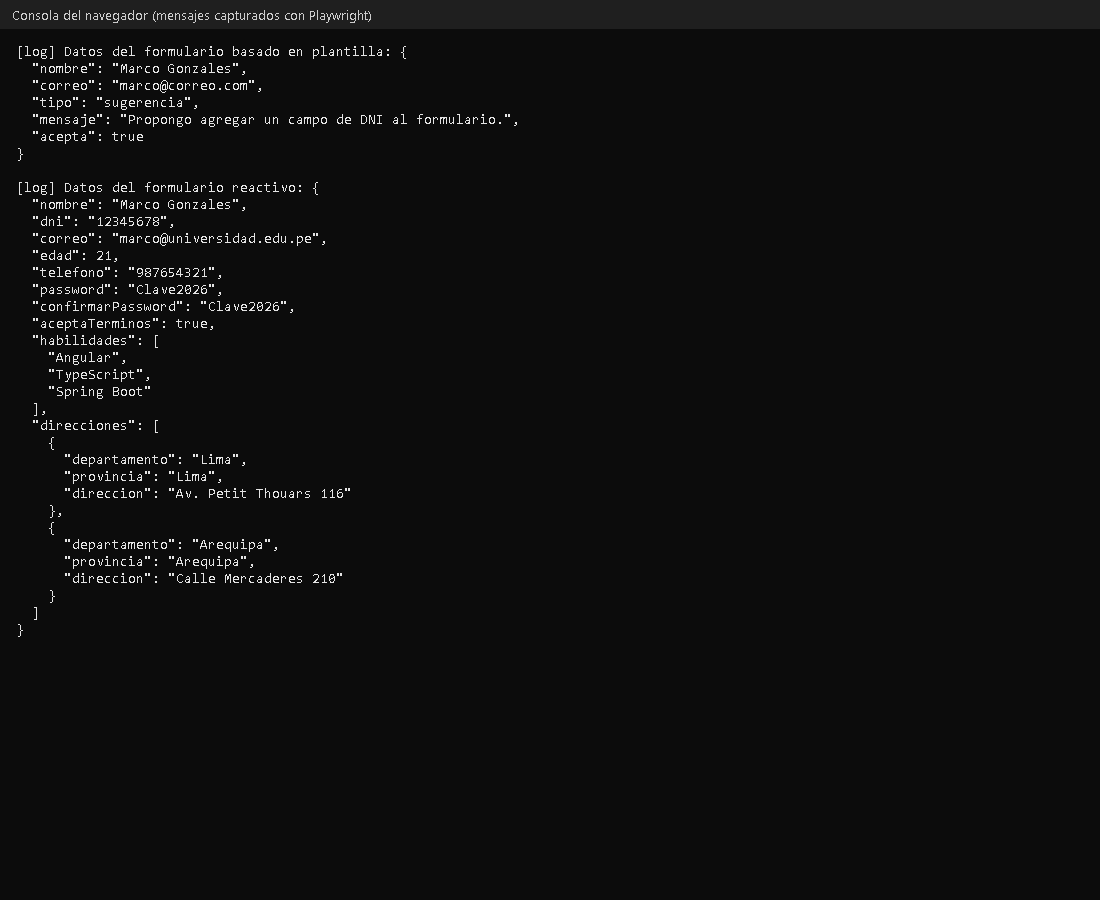 Consola del navegador (mensajes capturados con Playwright)
[log] Datos del formulario basado en plantilla: {
  "nombre": "Marco Gonzales",
  "correo": "marco@correo.com",
  "tipo": "sugerencia",
  "mensaje": "Propongo agregar un campo de DNI al formulario.",
  "acepta": true
}
[log] Datos del formulario reactivo: {
  "nombre": "Marco Gonzales",
  "dni": "12345678",
  "correo": "marco@universidad.edu.pe",
  "edad": 21,
  "telefono": "987654321",
  "password": "Clave2026",
  "confirmarPassword": "Clave2026",
  "aceptaTerminos": true,
  "habilidades": [
    "Angular",
    "TypeScript",
    "Spring Boot"
  ],
  "direcciones": [
    {
      "departamento": "Lima",
      "provincia": "Lima",
      "direccion": "Av. Petit Thouars 116"
    },
    {
      "departamento": "Arequipa",
      "provincia": "Arequipa",
      "direccion": "Calle Mercaderes 210"
    }
  ]
}